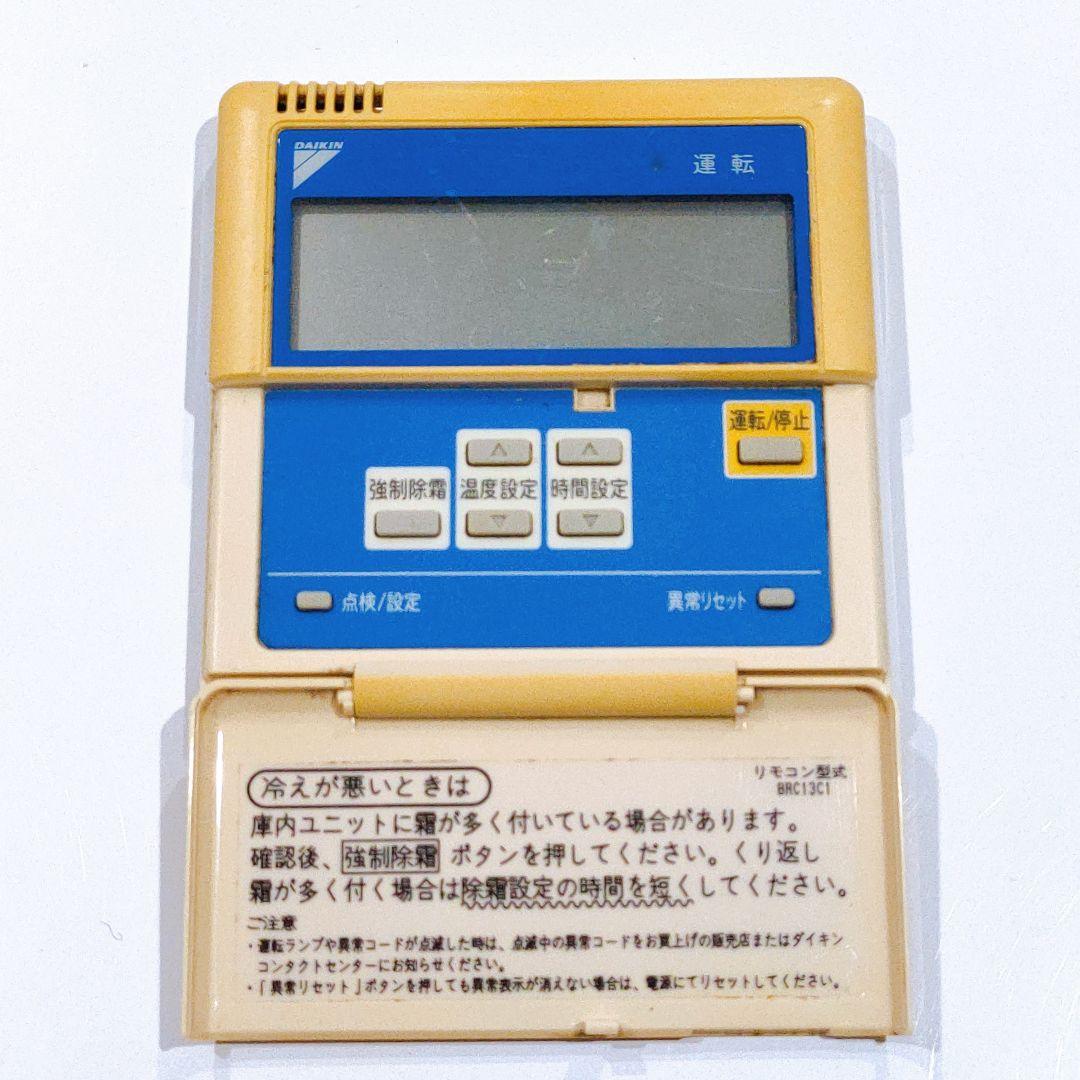 DAIKIN
運転
運転/停止
強制除霜
温度設定
時間設定
点検/設定
異常リセット
冷えが悪いときは
リモコン型式
BRC13C1
庫内ユニットに霜が多く付いている場合があります。
確認後、強制除霜 ボタンを押してください。くり返し
霜が多く付く場合は除霜設定の時間を短くしてください。
ご注意
・運転ランプや異常コードが点滅した時は、点滅中の異常コードをお買上げの販売店またはダイキン
コンタクトセンターにお知らせください。
・「異常リセット」ボタンを押しても異常表示が消えない場合は、電源にてリセットしてください。